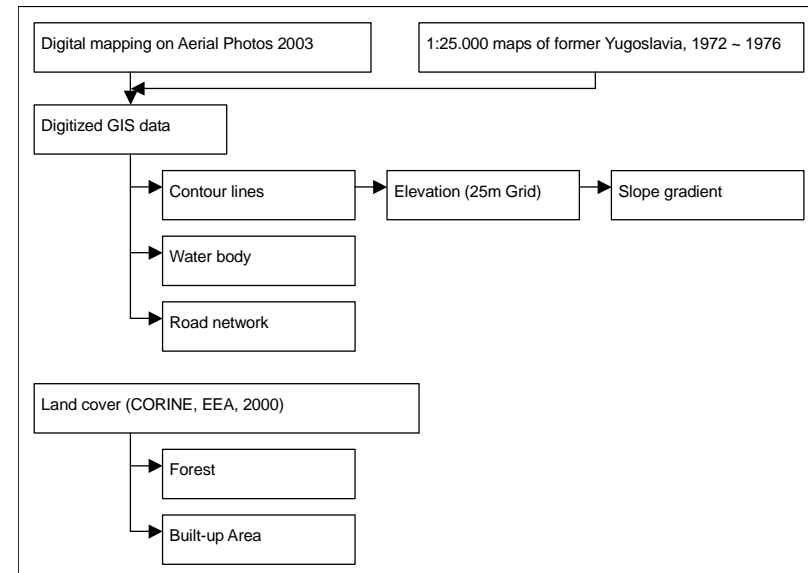 Digital mapping on Aerial Photos 2003
1:25.000 maps of former Yugoslavia, 1972 ~ 1976
Digitized GIS data
Contour lines
Elevation (25m Grid)
Slope gradient
Water body
Road network
Land cover (CORINE, EEA, 2000)
Forest
Built-up Area